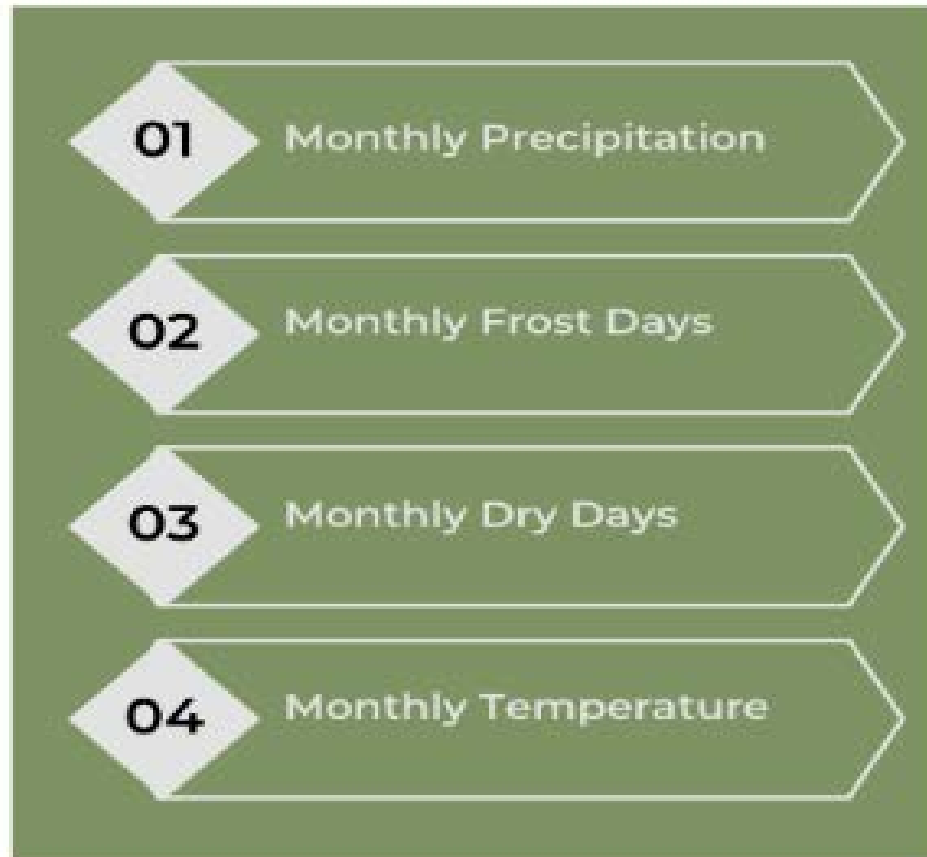 01 Monthly Precipitation
02 Monthly Frost Days
03 Monthly Dry Days
04 Monthly Temperature